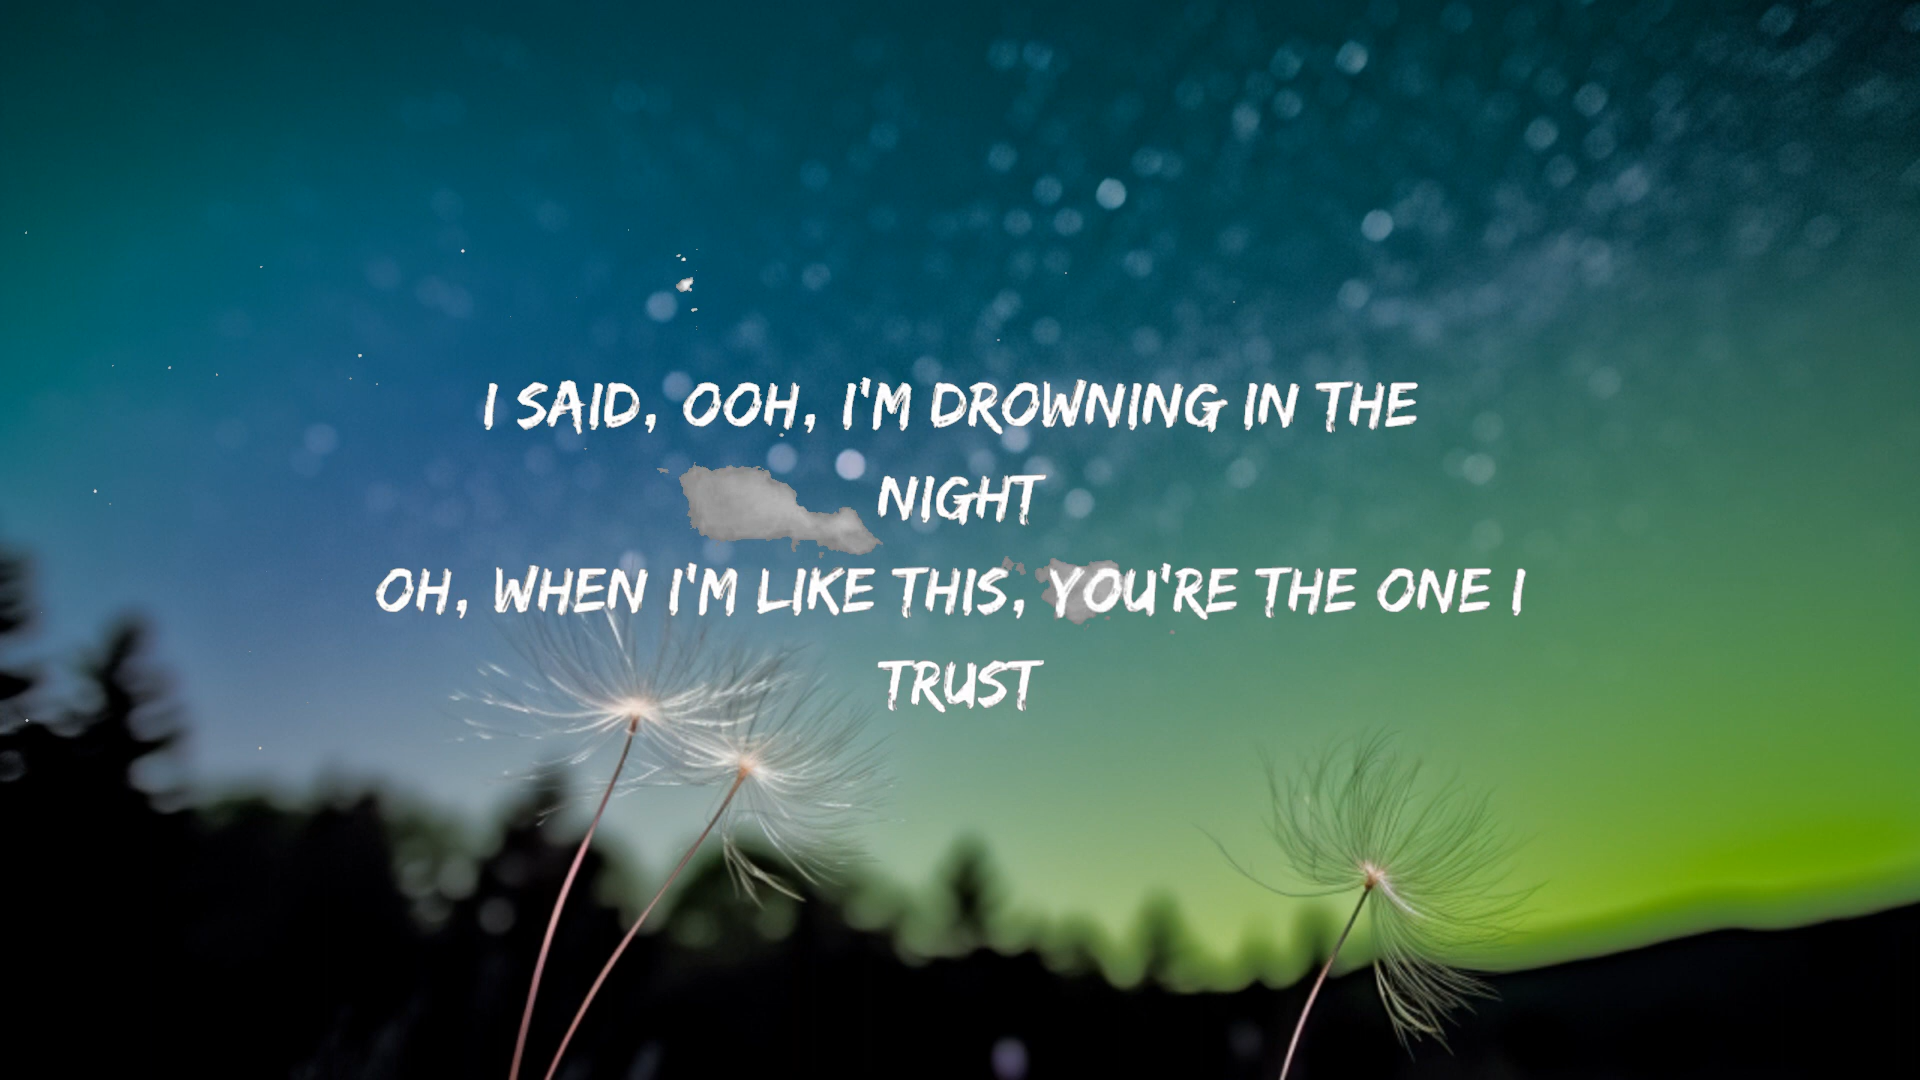 I SAID, OOH, I'M DROWNING IN THE
NIGHT
OH, WHEN I'M LIKE THIS, YOU'RE THE ONE I
TRUST